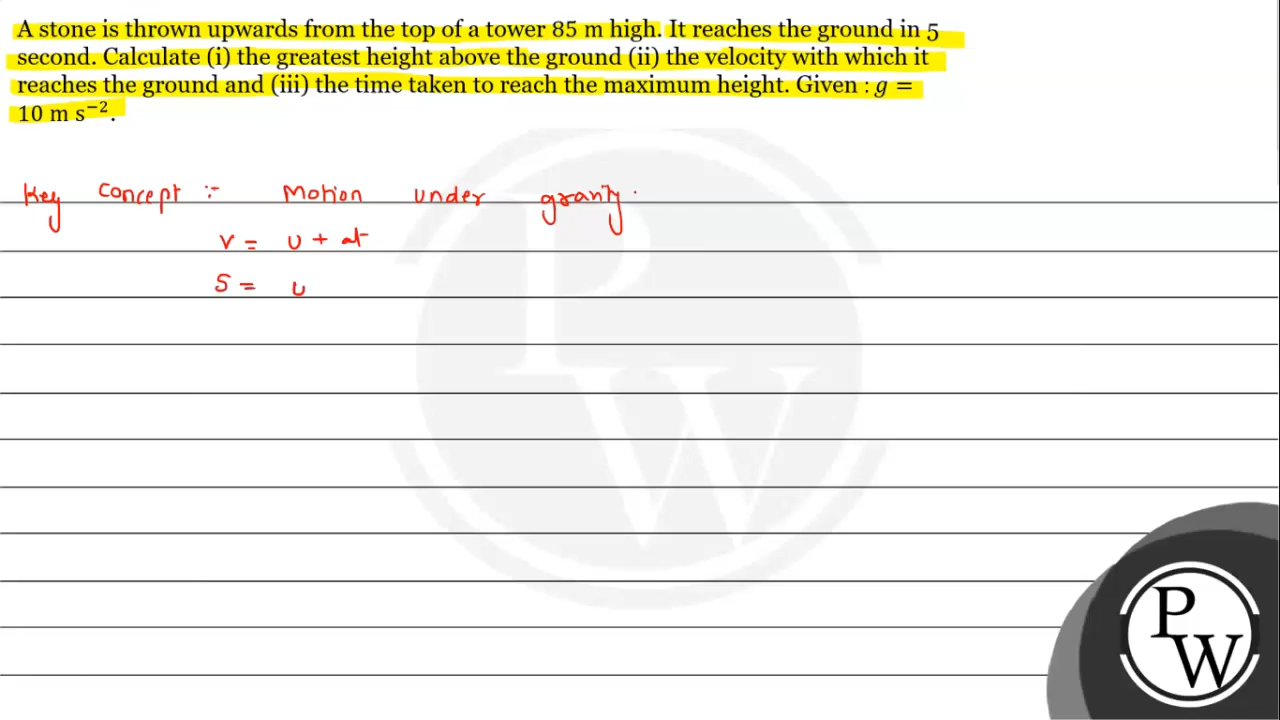 A stone is thrown upwards from the top of a tower 85 m high. It reaches the ground in 5
second. Calculate (i) the greatest height above the ground (ii) the velocity with which it
reaches the ground and (iii) the time taken to reach the maximum height. Given : g =
10 m s⁻².
Key Concept :- Motion under gravity.
v = u + at
S = u
PW
PW